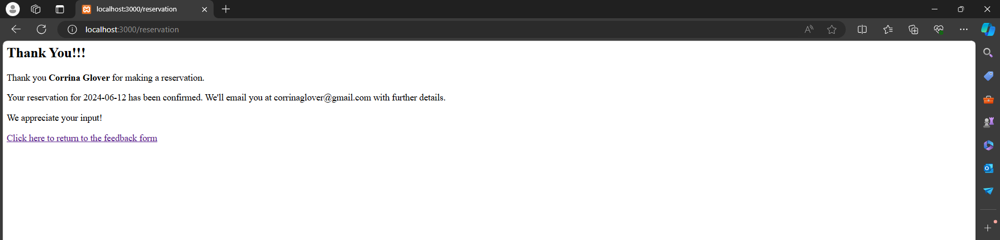 localhost:3000/reservation
localhost:3000/reservation
Thank You!!!
Thank you Corrina Glover for making a reservation.
Your reservation for 2024-06-12 has been confirmed. We'll email you at corrinaglover@gmail.com with further details.
We appreciate your input!
Click here to return to the feedback form